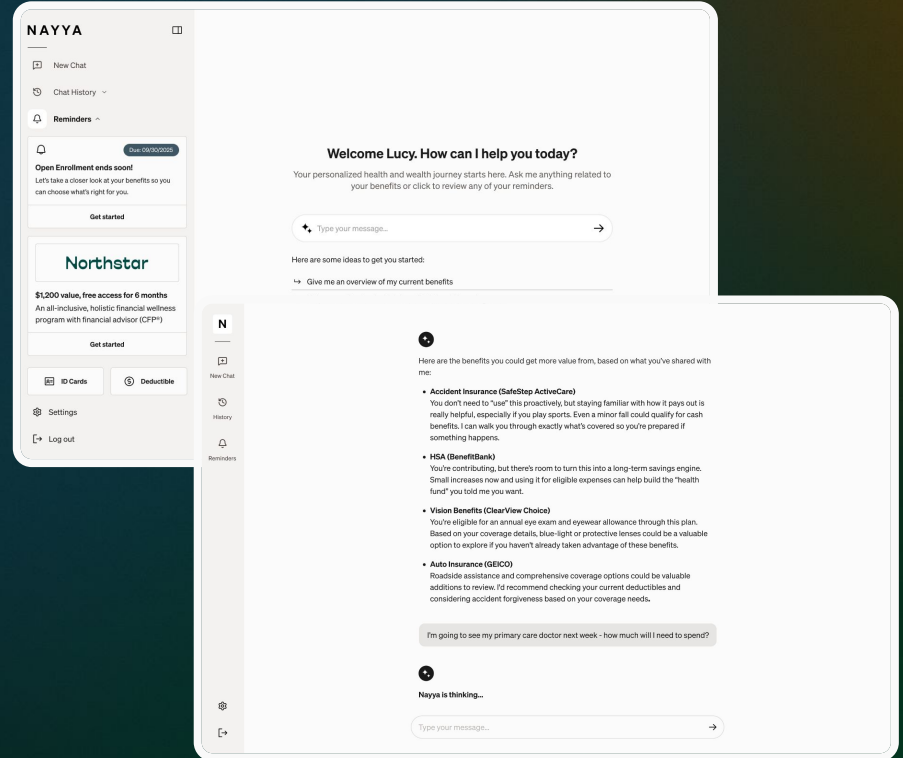 NAYYA
New Chat
Chat History
Reminders
Due: 09/30/2025
Open Enrollment ends soon!
Let's take a closer look at your benefits so you
can choose what's right for you.
Get started
Northstar
$1,200 value, free access for 6 months
An all-inclusive, holistic financial wellness
program with financial advisor (CFP®)
Get started
ID Cards
Deductible
Settings
Log out
Welcome Lucy. How can I help you today?
Your personalized health and wealth journey starts here. Ask me anything related to
your benefits or click to review any of your reminders.
Type your message...
Here are some ideas to get you started:
Give me an overview of my current benefits
N
New Chat
History
Reminders
Here are the benefits you could get more value from, based on what you've shared with
me:
• Accident Insurance (SafeStep ActiveCare)
You don't need to "use" this proactively, but staying familiar with how it pays out is
really helpful, especially if you play sports. Even a minor fall could qualify for cash
benefits. I can walk you through exactly what's covered so you're prepared if
something happens.
• HSA (BenefitBank)
You're contributing, but there's room to turn this into a long-term savings engine.
Small increases now and using it for eligible expenses can help build the "health
fund" you told me you want.
• Vision Benefits (ClearView Choice)
You're eligible for an annual eye exam and eyewear allowance through this plan.
Based on your coverage details, blue-light or protective lenses could be a valuable
option to explore if you haven't already taken advantage of these benefits.
• Auto Insurance (GEICO)
Roadside assistance and comprehensive coverage options could be valuable
additions to review. I'd recommend checking your current deductibles and
considering accident forgiveness based on your coverage needs.
I'm going to see my primary care doctor next week - how much will I need to spend?
Nayya is thinking...
Type your message...